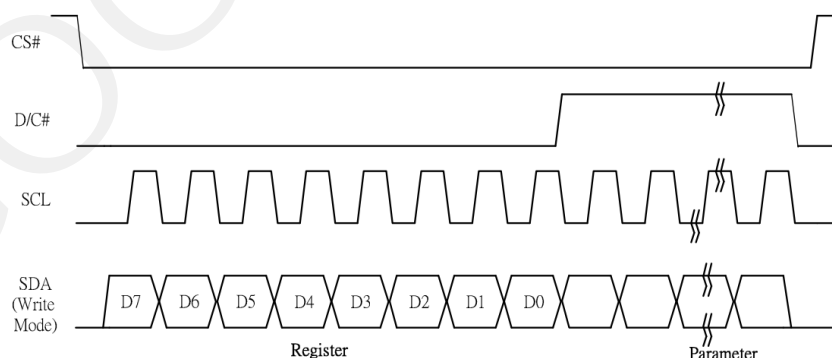 CS#
D/C#
SCL
SDA
(Write
Mode)
D7 D6 D5 D4 D3 D2 D1 D0
Register Parameter